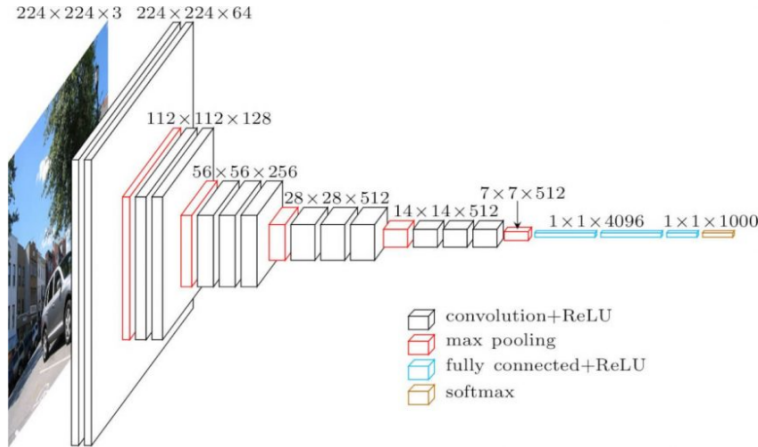 224×224×3
224×224×64
112×112×128
56×56×256
28×28×512
14×14×512
7×7×512
1×1×4096
1×1×1000
convolution+ReLU
max pooling
fully connected+ReLU
softmax